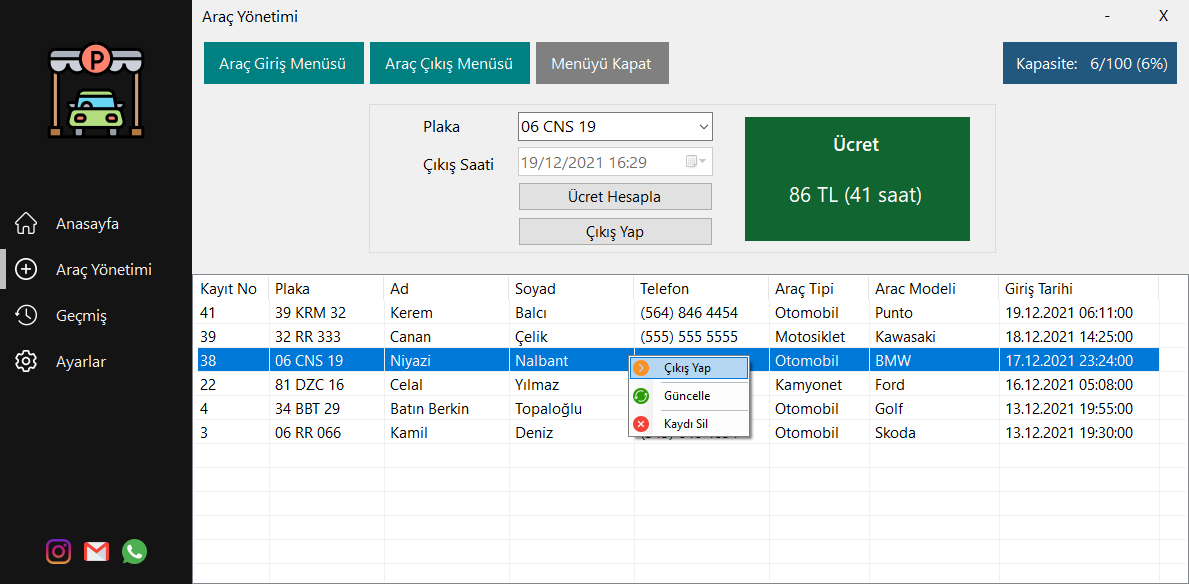 Araç Yönetimi - X
P
Araç Giriş Menüsü Araç Çıkış Menüsü Menüyü Kapat Kapasite: 6/100 (6%)
Plaka 06 CNS 19
Çıkış Saati 19/12/2021 16:29
Ücret Hesapla
Çıkış Yap
Ücret
86 TL (41 saat)
Anasayfa
Araç Yönetimi
Geçmiş
Ayarlar
Kayıt No Plaka Ad Soyad Telefon Araç Tipi Arac Modeli Giriş Tarihi
41 39 KRM 32 Kerem Balcı (564) 846 4454 Otomobil Punto 19.12.2021 06:11:00
39 32 RR 333 Canan Çelik (555) 555 5555 Motosiklet Kawasaki 18.12.2021 14:25:00
38 06 CNS 19 Niyazi Nalbant Otomobil BMW 17.12.2021 23:24:00
22 81 DZC 16 Celal Yılmaz Kamyonet Ford 16.12.2021 05:08:00
4 34 BBT 29 Batın Berkin Topaloğlu Otomobil Golf 13.12.2021 19:55:00
3 06 RR 066 Kamil Deniz Otomobil Skoda 13.12.2021 19:30:00
Çıkış Yap
Güncelle
Kaydı Sil